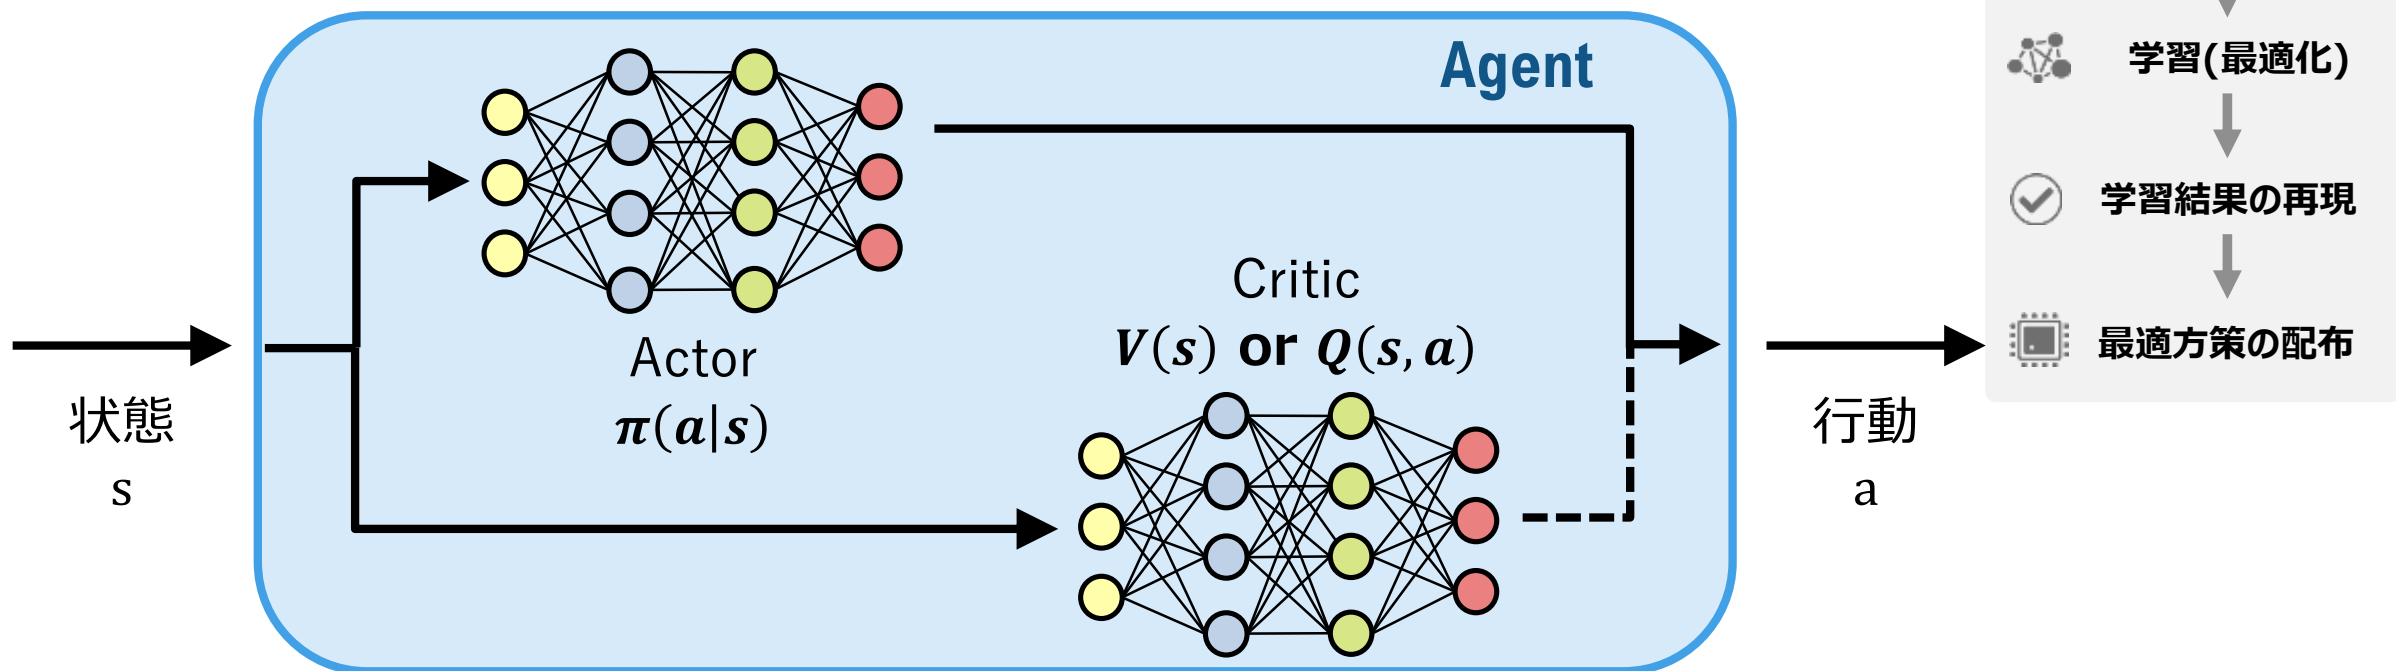 Agent
状態
s
Actor
π(a|s)
Critic
V(s) or Q(s, a)
行動
a
学習(最適化)
学習結果の再現
最適方策の配布